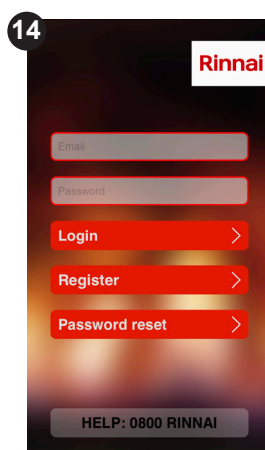 14
Rinnai
Email
Password
Login
Register
Password reset
HELP: 0800 RINNAI